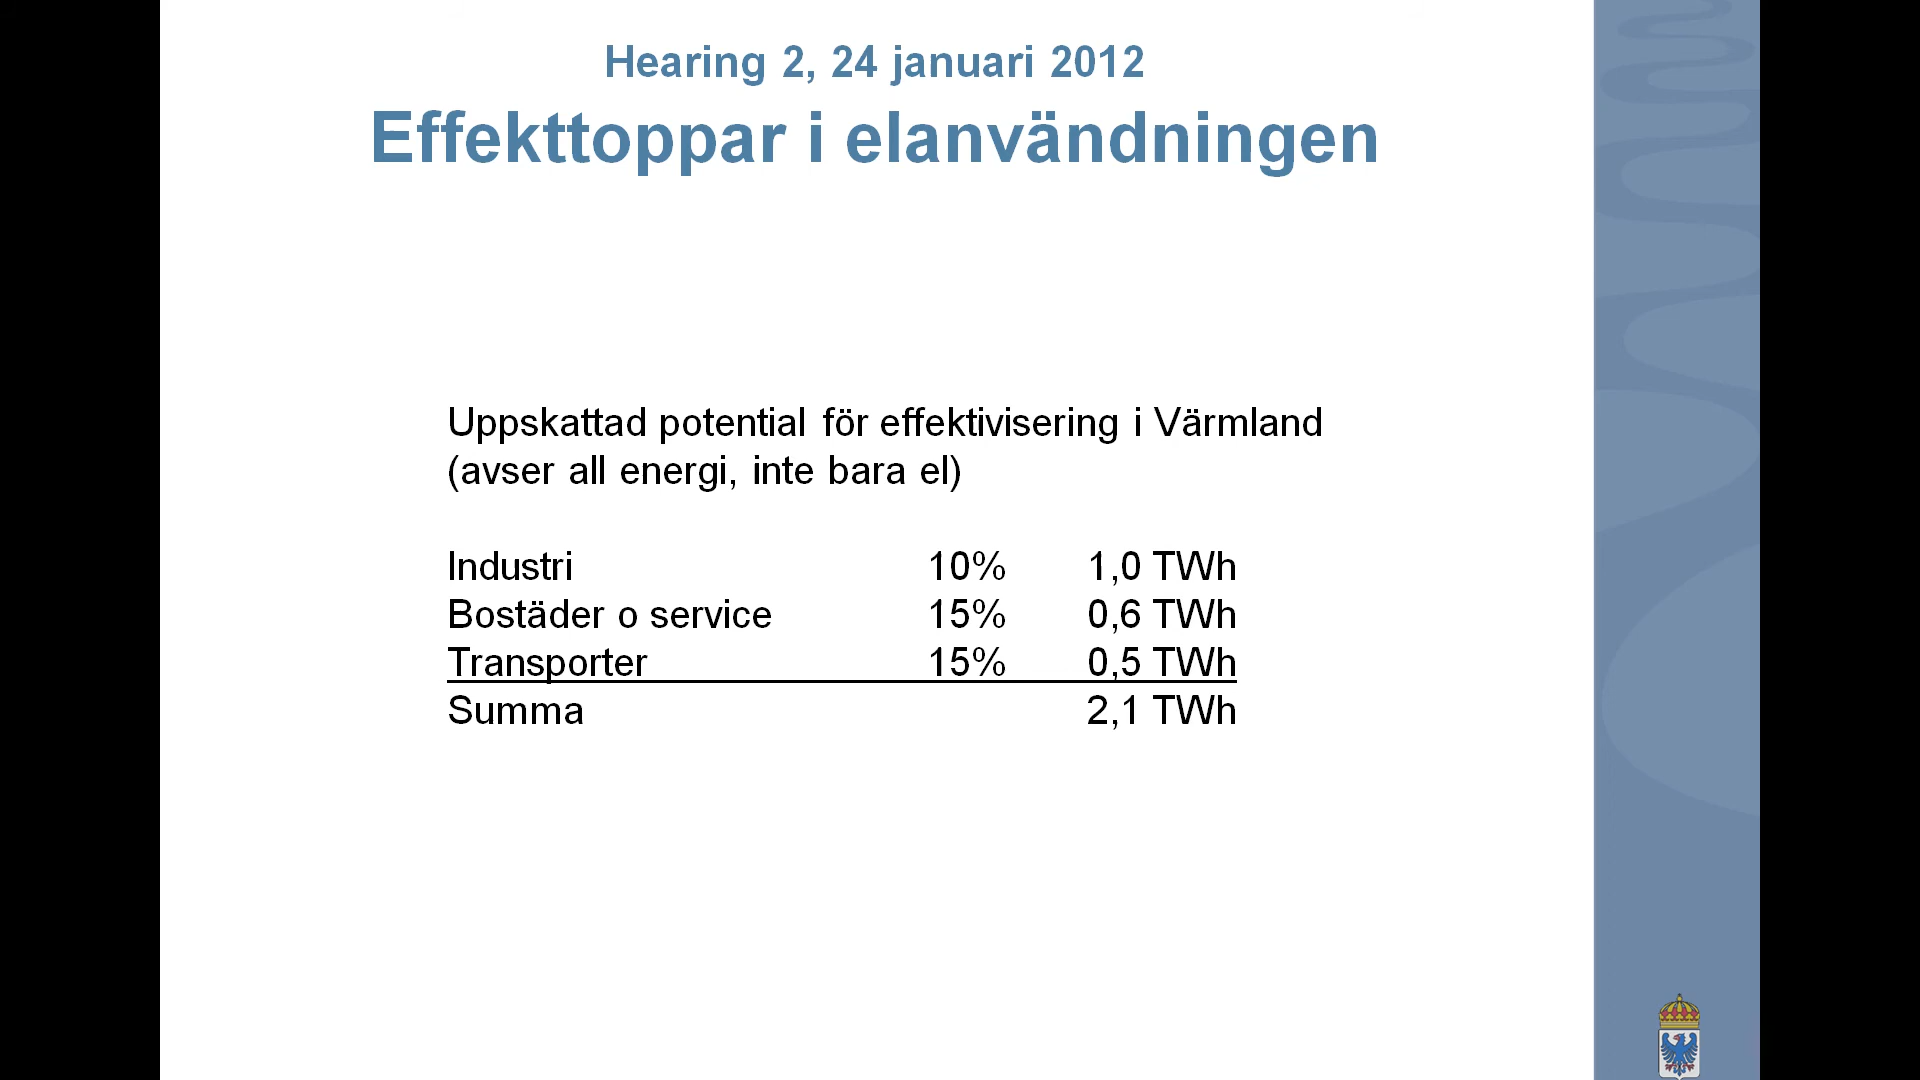 Hearing 2, 24 januari 2012
Effekttoppar i elanvändningen
Uppskattad potential för effektivisering i Värmland
(avser all energi, inte bara el)
Industri 10% 1,0 TWh
Bostäder o service 15% 0,6 TWh
Transporter 15% 0,5 TWh
Summa 2,1 TWh